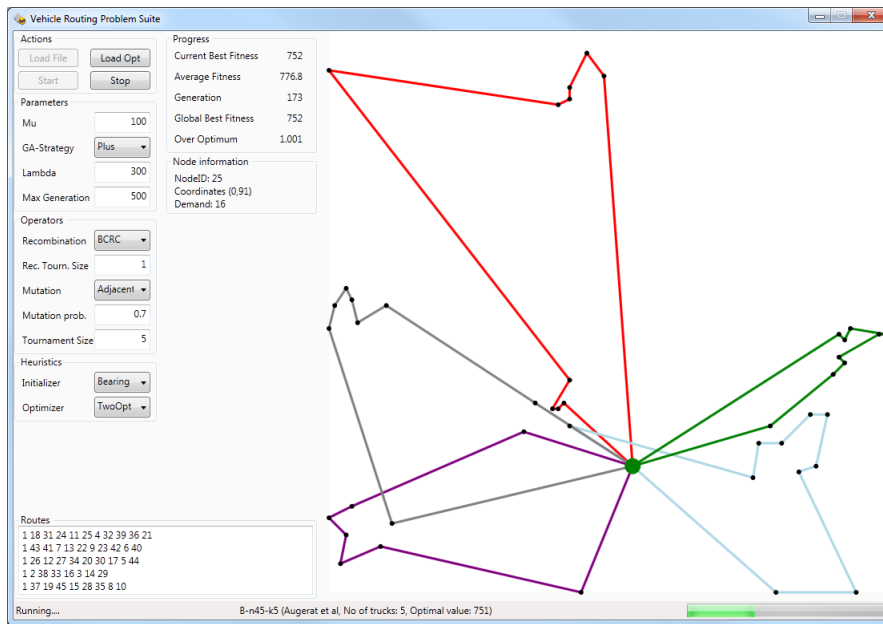 Vehicle Routing Problem Suite
Actions
Load File
Load Opt
Start
Stop
Parameters
Mu 100
GA-Strategy Plus
Lambda 300
Max Generation 500
Operators
Recombination BCRC
Rec. Tourn. Size 1
Mutation Adjacent
Mutation prob. 0.7
Tournament Size 5
Heuristics
Initializer Bearing
Optimizer TwoOpt
Progress
Current Best Fitness 752
Average Fitness 776.8
Generation 173
Global Best Fitness 752
Over Optimum 1.001
Node information
NodeID: 25
Coordinates (0,91)
Demand: 16
Routes
1 18 31 24 11 25 4 32 39 36 21
1 43 41 7 13 22 9 23 42 6 40
1 26 12 27 34 20 30 17 5 44
1 2 38 33 16 3 14 29
1 37 19 45 15 28 35 8 10
Running....
B-n45-k5 (Augerat et al, No of trucks: 5, Optimal value: 751)